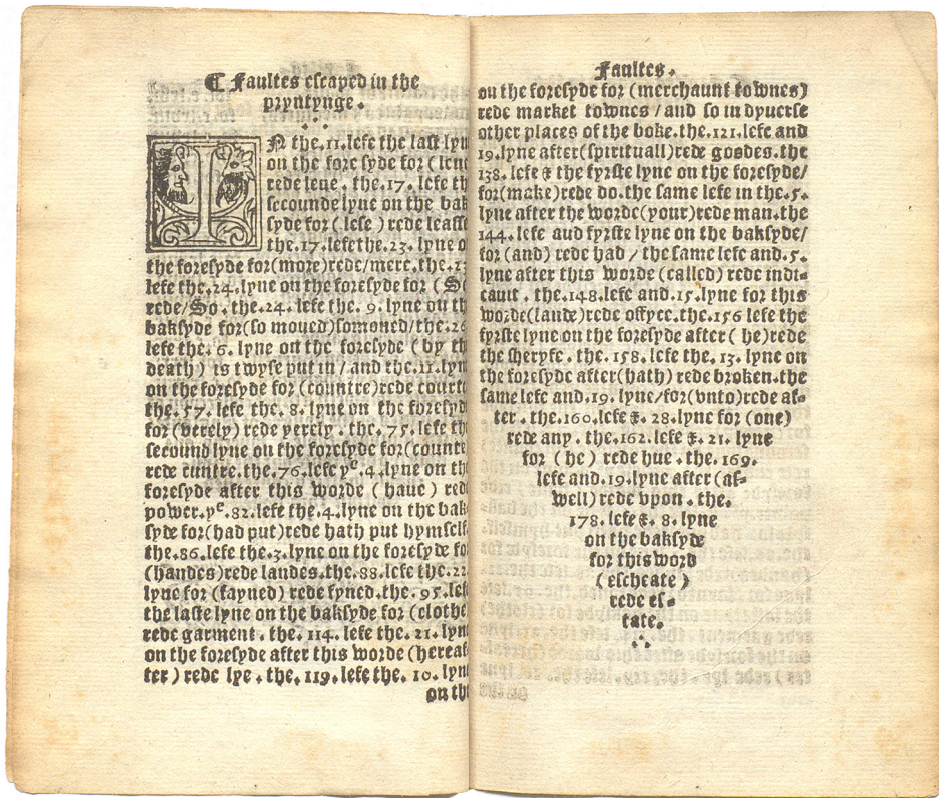 ❡ Faultes escaped in the
pryntynge.
IN the.11.lefe the last lyn
on the fore syde for (lene
rede leue. the.17. lefe th
secounde lyne on the bak
syde for (lese) rede leasse
the.17.lefe the.23. lyne o
the foresyde for(more)rede/mere.the.23
lefe the.24.lyne on the foresyde for (Se
rede/So. the.24.lefe the. 9.lyne on th
baksyde for(so moued)somoned/the.26
lefe the.6. lyne on the foresyde (by th
death) is twyse put in/and the.11.lyn
on the foresyde for (countre)rede courte
the.57. lefe the. 8. lyne on the foresyd
for (verely) rede yerely. the.75.lefe th
secound lyne on the foresyde for(counte
rede cuntre.the.76.lefe yᵉ.4.lyne on th
foresyde after this worde (haue) red
power.yᵉ.82.lefe the.4.lyne on the bak
syde for(had put)rede hath put hymself
the.86.lefe the.3.lyne on the foresyde fo
(handes)rede landes.the.88.lefe the.22
lyne for (fayned) rede fyned.the.95.lef
the laste lyne on the baksyde for (clothe
rede garment. the. 114. lefe the. 21. lyn
on the foresyde after this worde (hereaf
ter) rede lye. the. 119. lefe the. 10. lyn
on th
Faultes.
on the foresyde for (merchaunt townes)
rede market townes/and so in dyuerse
other places of the boke.the.121.lefe and
19.lyne after(spirituall)rede goodes.the
138.lefe & the fyrste lyne on the foresyde/
for(make)rede do.the same lefe in the.5.
lyne after the worde(your)rede man.the
144.lefe aud fyrste lyne on the baksyde/
for (and) rede had/the same lefe and.5.
lyne after this worde (called) rede indi-
cauit. the.148.lefe and.15.lyne for this
worde(lande)rede offyce.the.156 lefe the
fyrste lyne on the foresyde after( he)rede
the sheryfe. the. 158. lefe the. 13. lyne on
the foresyde after(hath) rede broken.the
same lefe and.19. lyne/for(vnto)rede af-
ter. the.160.lefe &. 28.lyne for (one)
rede any. the.162.lefe &. 21. lyne
for (he) rede hue. the. 169.
lefe and.19.lyne after (as-
well) rede vpon. the.
178. lefe &. 8. lyne
on the baksyde
for this word
(escheate)
rede es-
tate.